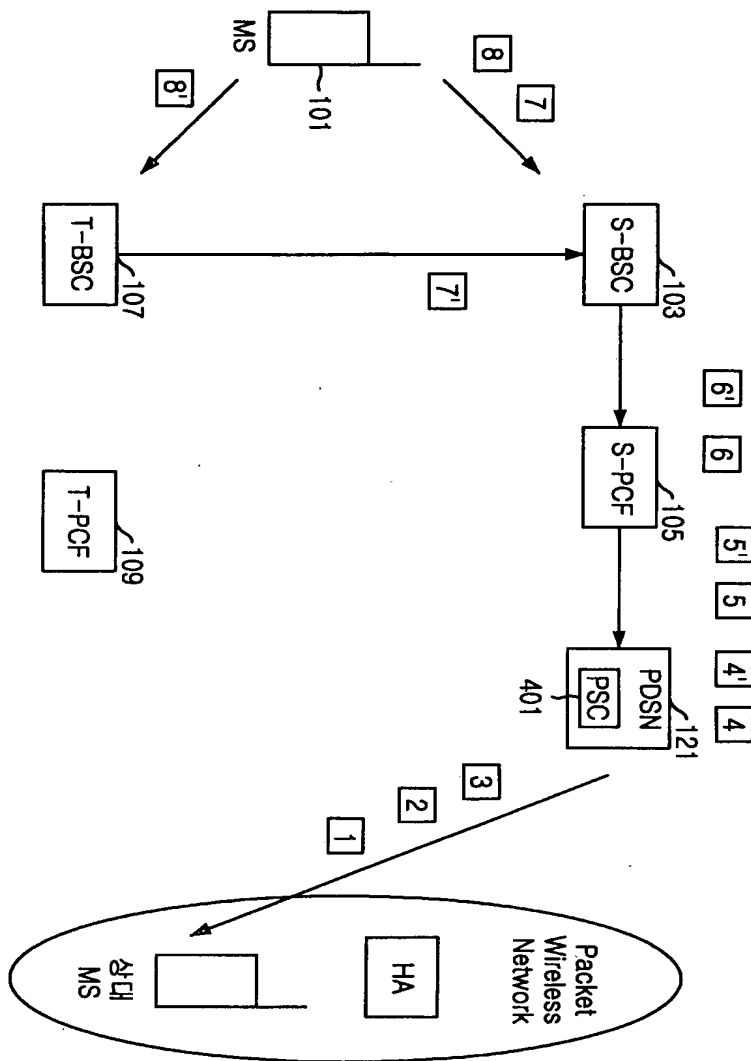 6' 6 5' 5 4' 4
103 105 121
S-BSC S-PCF PDSN
PSC
401
Packet
Wireless
Network
7
8
3
7'
2
1
HA
MS
101
8'
상대
MS
107 109
T-BSC T-PCF